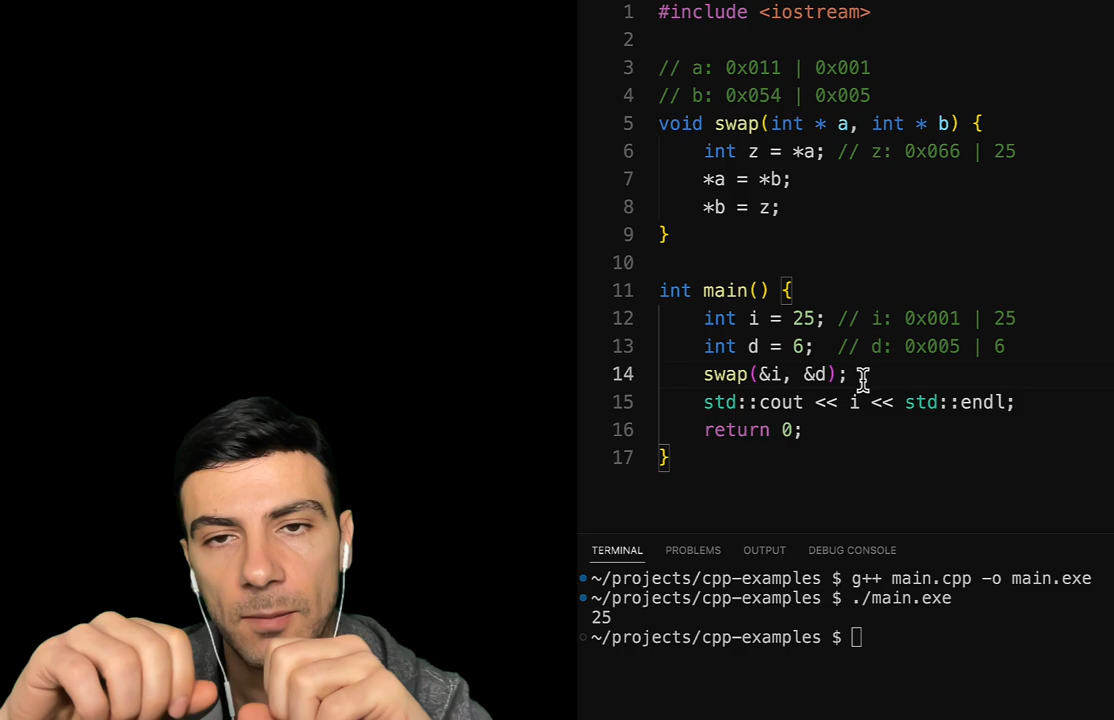 1 #include <iostream>
2
3 // a: 0x011 | 0x001
4 // b: 0x054 | 0x005
5 void swap(int * a, int * b) {
6 int z = *a; // z: 0x066 | 25
7 *a = *b;
8 *b = z;
9 }
10
11 int main() {
12 int i = 25; // i: 0x001 | 25
13 int d = 6; // d: 0x005 | 6
14 swap(&i, &d);
15 std::cout << i << std::endl;
16 return 0;
17 }
TERMINAL PROBLEMS OUTPUT DEBUG CONSOLE
~/projects/cpp-examples $ g++ main.cpp -o main.exe
~/projects/cpp-examples $ ./main.exe
25
~/projects/cpp-examples $